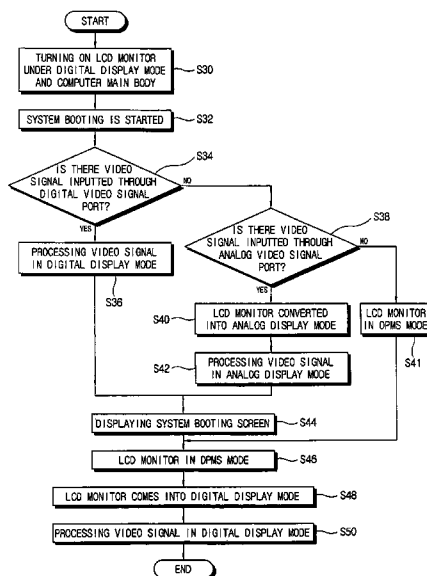 START
TURNING ON LCD MONITOR
UNDER DIGITAL DISPLAY MODE
AND COMPUTER MAIN BODY
S30
SYSTEM BOOTING IS STARTED
S32
IS THERE VIDEO
SIGNAL INPUTTED THROUGH
DIGITAL VIDEO SIGNAL
PORT?
S34
NO
YES
IS THERE VIDEO
SIGNAL INPUTTED THROUGH
ANALOG VIDEO SIGNAL
PORT?
S38
NO
YES
PROCESSING VIDEO SIGNAL
IN DIGITAL DISPLAY MODE
S36
S40
LCD MONITOR CONVERTED
INTO ANALOG DISPLAY MODE
LCD MONITOR
IN DPMS MODE
S41
S42
PROCESSING VIDEO SIGNAL
IN ANALOG DISPLAY MODE
DISPLAYING SYSTEM BOOTING SCREEN
S44
LCD MONITOR IN DPMS MODE
S46
LCD MONITOR COMES INTO DIGITAL DISPLAY MODE
S48
PROCESSING VIDEO SIGNAL IN DIGITAL DISPLAY MODE
S50
END